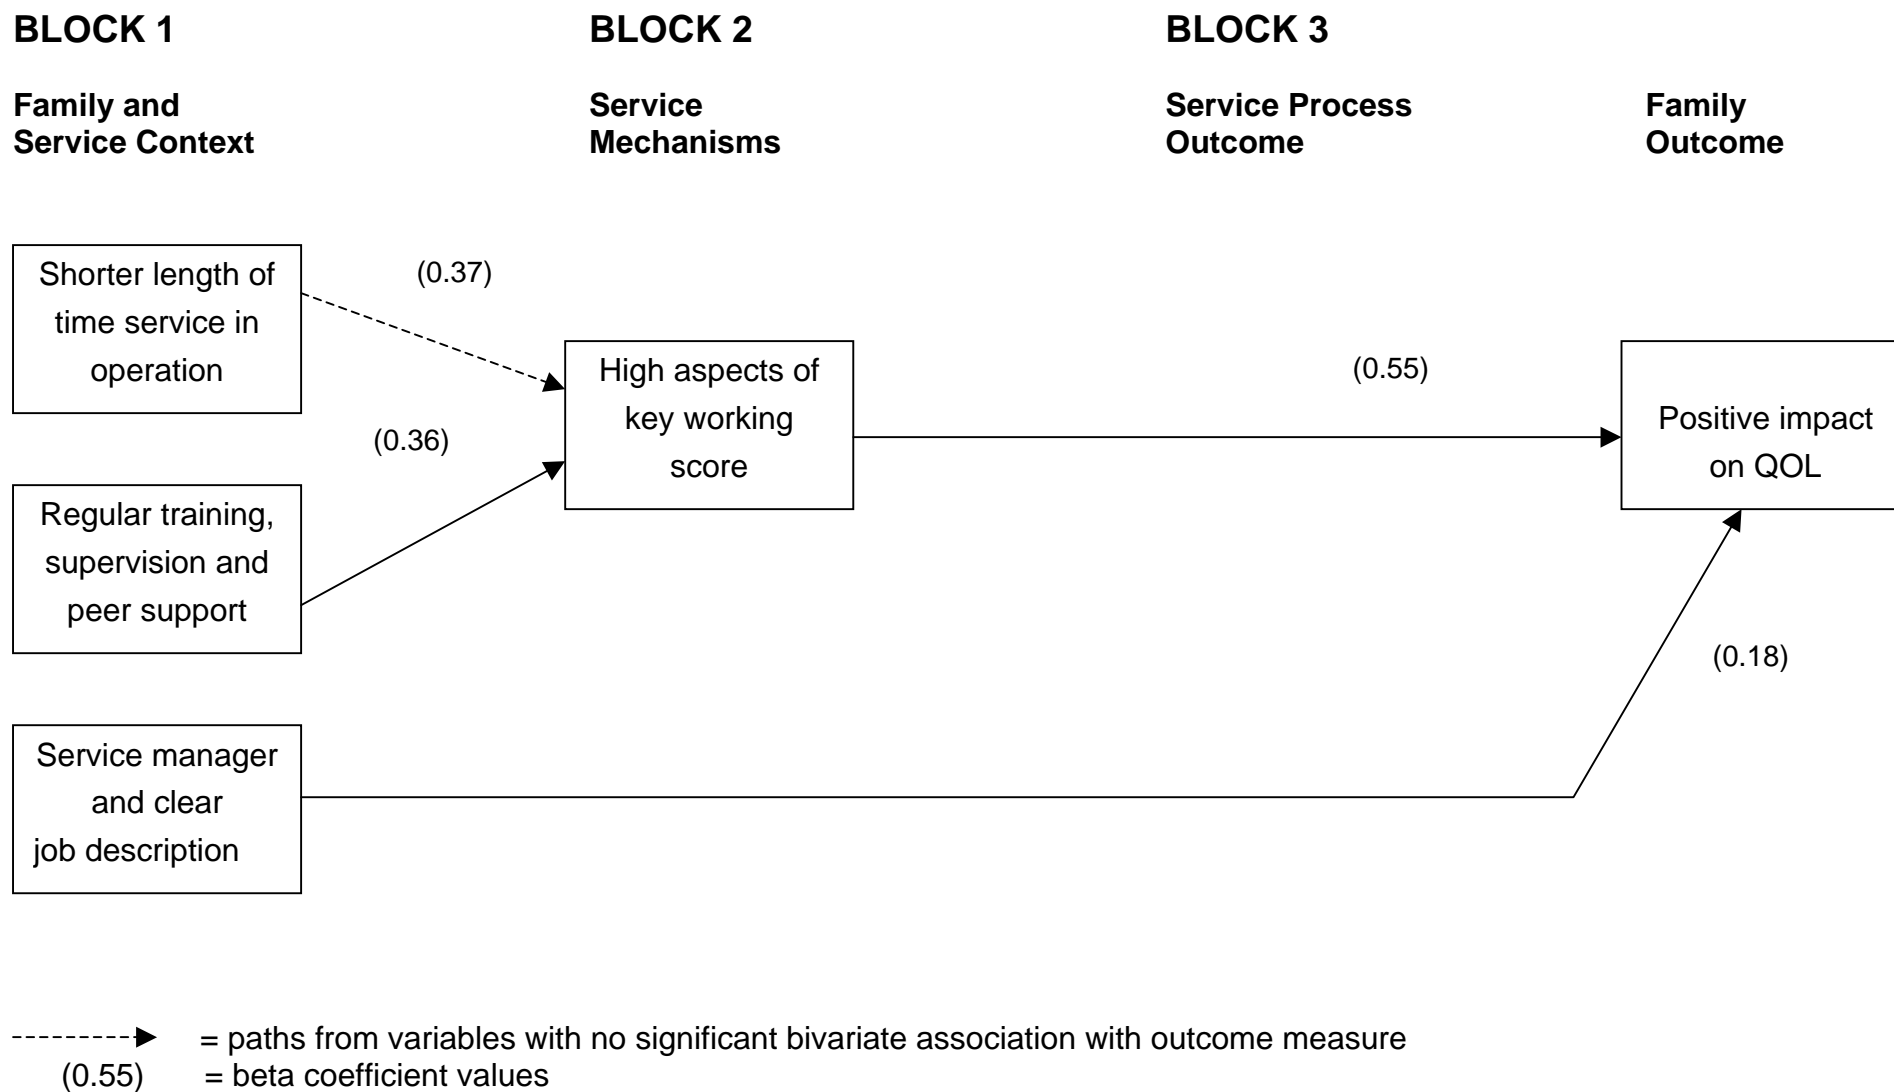 BLOCK 1
BLOCK 2
BLOCK 3
Family and
Service Context
Service
Mechanisms
Service Process
Outcome
Family
Outcome
Shorter length of
time service in
operation
(0.37)
High aspects of
key working
score
(0.55)
Positive impact
on QOL
(0.36)
Regular training,
supervision and
peer support
(0.18)
Service manager
and clear
job description
= paths from variables with no significant bivariate association with outcome measure
(0.55) = beta coefficient values